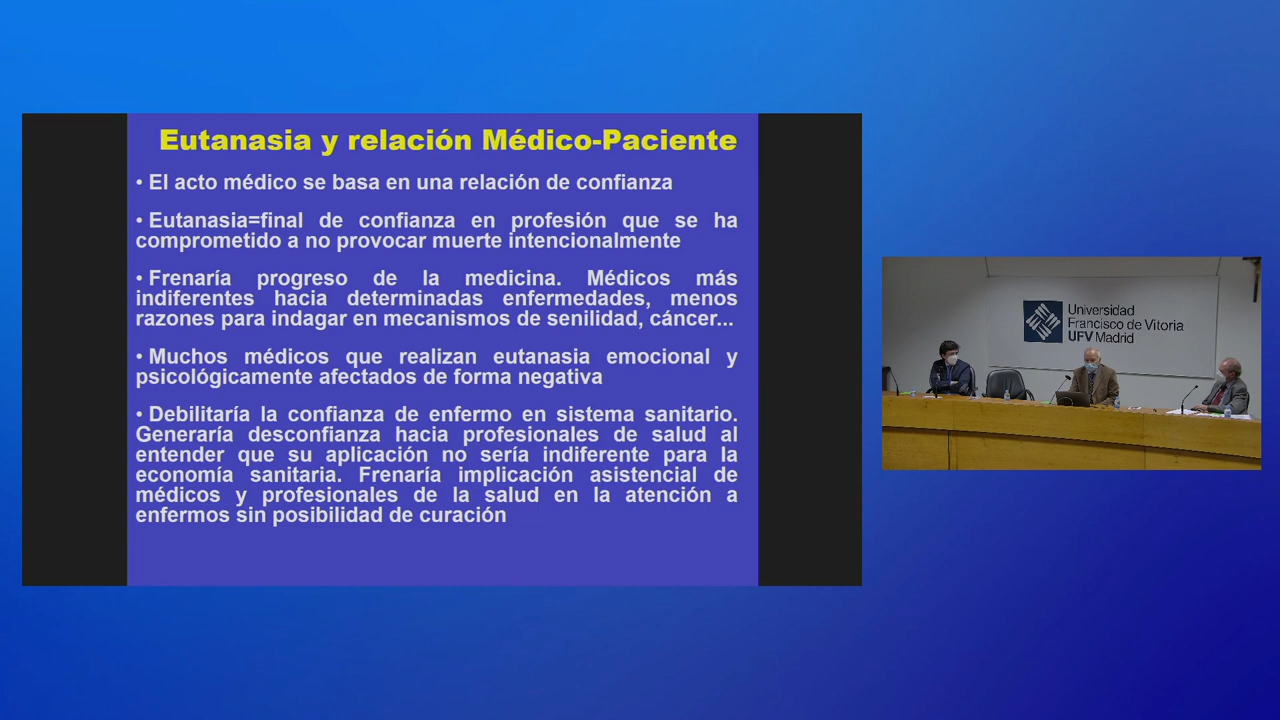 Eutanasia y relación Médico-Paciente
• El acto médico se basa en una relación de confianza
• Eutanasia=final de confianza en profesión que se ha
comprometido a no provocar muerte intencionalmente
• Frenaría progreso de la medicina. Médicos más
indiferentes hacia determinadas enfermedades, menos
razones para indagar en mecanismos de senilidad, cáncer...
• Muchos médicos que realizan eutanasia emocional y
psicológicamente afectados de forma negativa
• Debilitaría la confianza de enfermo en sistema sanitario.
Generaría desconfianza hacia profesionales de salud al
entender que su aplicación no sería indiferente para la
economía sanitaria. Frenaría implicación asistencial de
médicos y profesionales de la salud en la atención a
enfermos sin posibilidad de curación
Universidad
Francisco de Vitoria
UFV Madrid